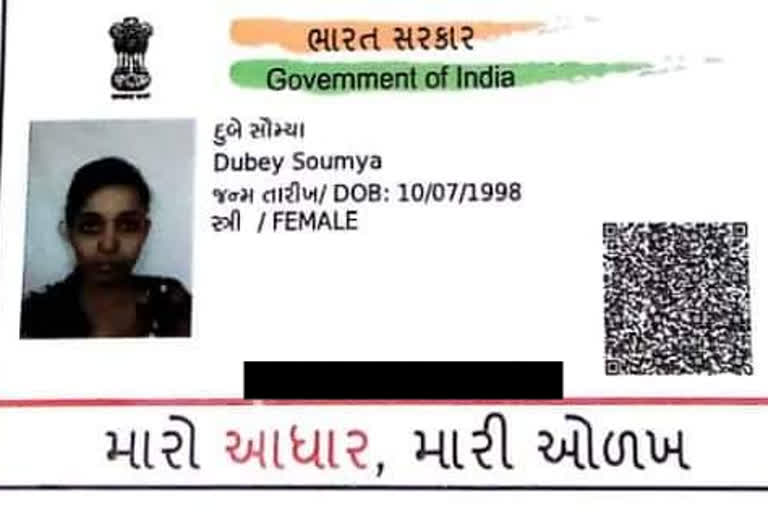 ભારત સરકાર
Government of India
દુબે સૌમ્યા
Dubey Soumya
જન્મ તારીખ/ DOB: 10/07/1998
સ્ત્રી / FEMALE
મારો આધાર, મારી ઓળખ